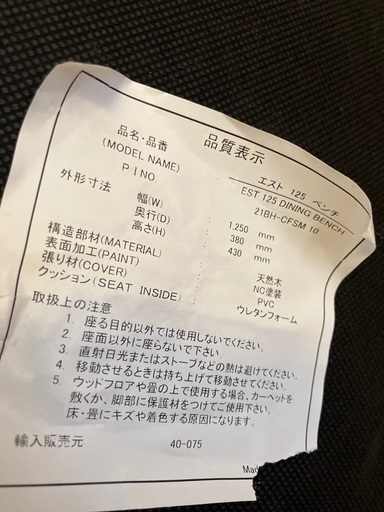 品質表示
品名・品番 エスト 125 ベンチ
(MODEL NAME) EST 125 DINING BENCH
PINO. 21BH-CFSM 10
外形寸法 幅(W) : 1.250 mm
奥行(D) : 380 mm
高さ(H) : 430 mm
構造部材(MATERIAL) 天然木
表面加工(PAINT) NC塗装
張り材(COVER) PVC
クッション(SEAT INSIDE) ウレタンフォーム
取扱上の注意
1. 座る目的以外では使用しないでください。
2. 座面以外に座らないで下さい
3. 直射日光またはストーブなどの熱は避けてください。
4. 移動させるときは持ち上げて移動させてください。
5. ウッドフロアや畳の上で使用する場合、カーペットを
敷くか、脚部に保護材をつけてご使用下さい。
床・畳にキズや着色する原因になります。
輸入販売元 40-075